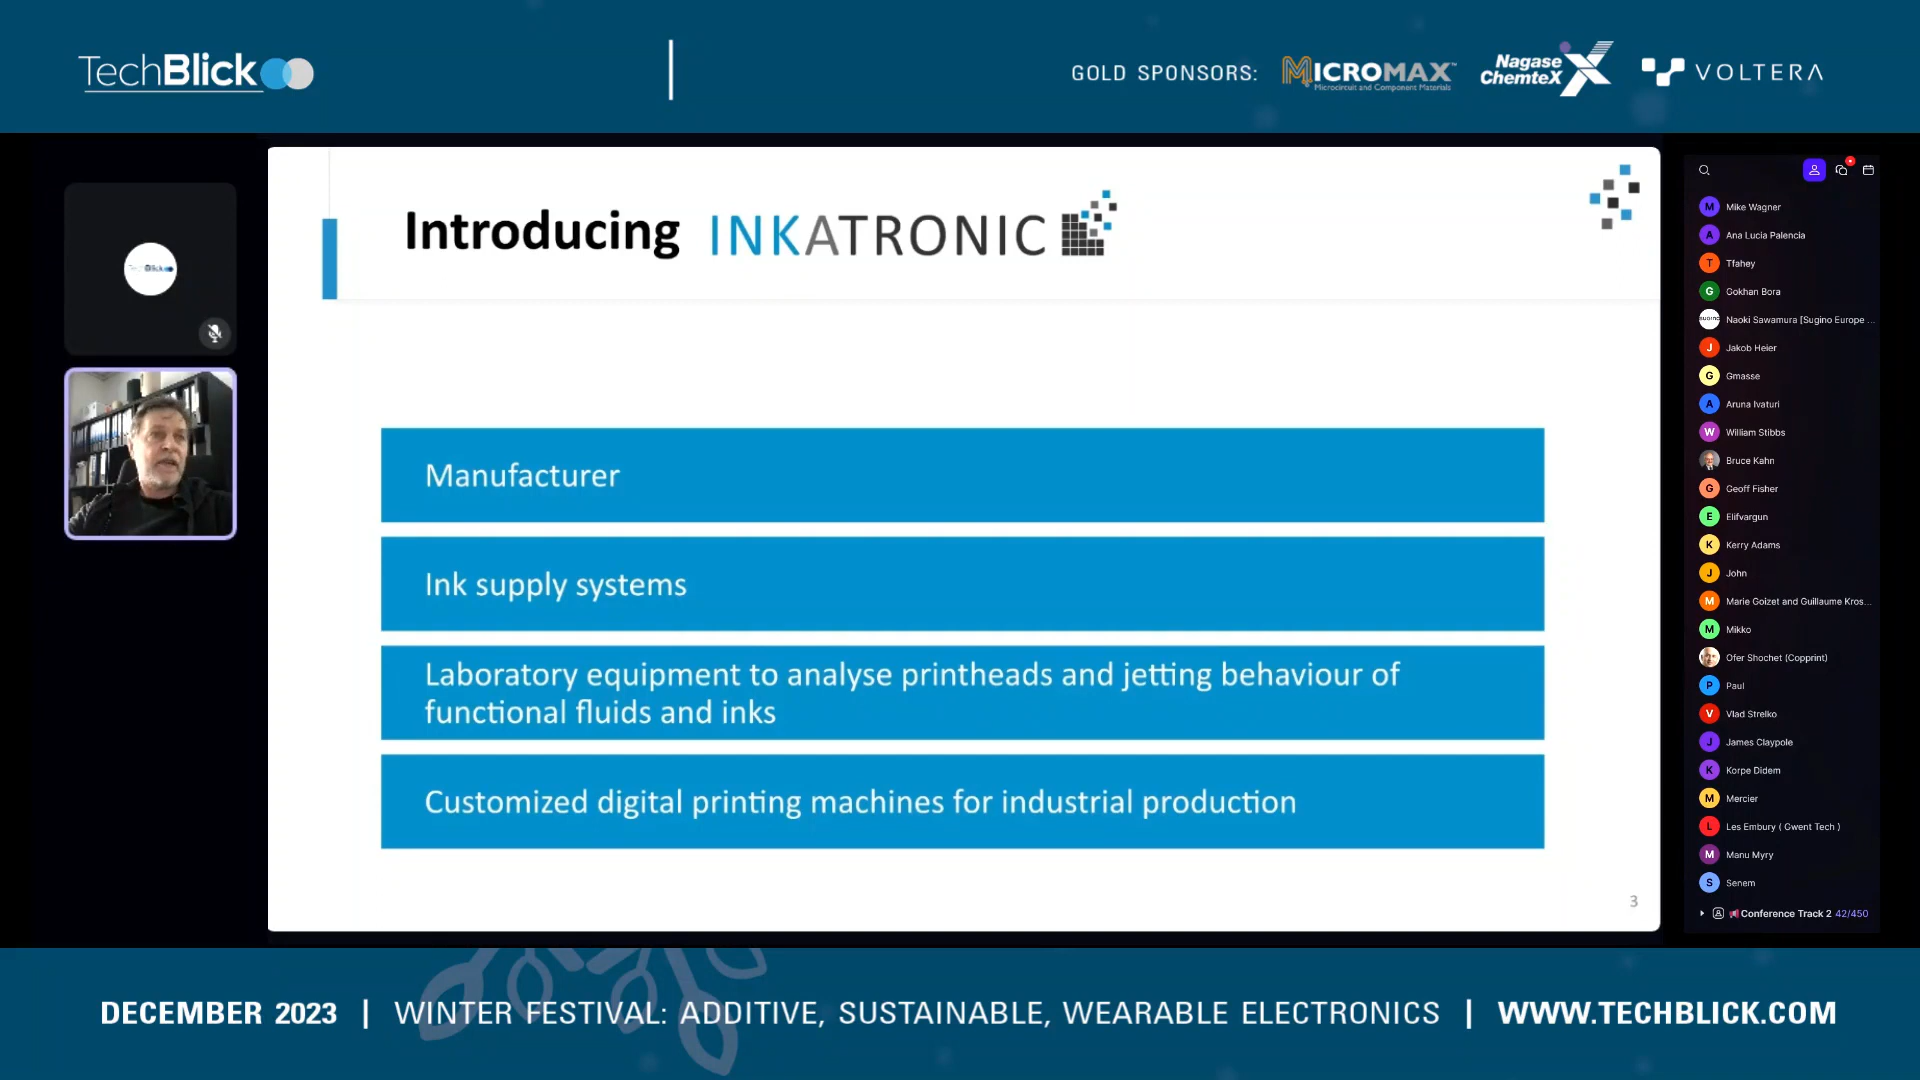 TechBlick
GOLD SPONSORS:
MICROMAX™
Microcircuit and Component Materials
Nagase
ChemteX
VOLTERA
TechBlick
Introducing INKATRONIC
Manufacturer
Ink supply systems
Laboratory equipment to analyse printheads and jetting behaviour of
functional fluids and inks
Customized digital printing machines for industrial production
3
M Mike Wagner
A Ana Lucia Palencia
T Tfahey
G Gokhan Bora
Naoki Sawamura [Sugino Europe ...
J Jakob Heier
G Gmasse
A Aruna Ivaturi
W William Stibbs
Bruce Kahn
G Geoff Fisher
E Elifvargun
K Kerry Adams
J John
M Marie Goizet and Guillaume Kros...
M Mikko
Ofer Shochet (Copprint)
P Paul
V Vlad Strelko
J James Claypole
K Korpe Didem
M Mercier
L Les Embury ( Gwent Tech )
M Manu Myry
S Senem
Conference Track 2 42/450
DECEMBER 2023 | WINTER FESTIVAL: ADDITIVE, SUSTAINABLE, WEARABLE ELECTRONICS | WWW.TECHBLICK.COM